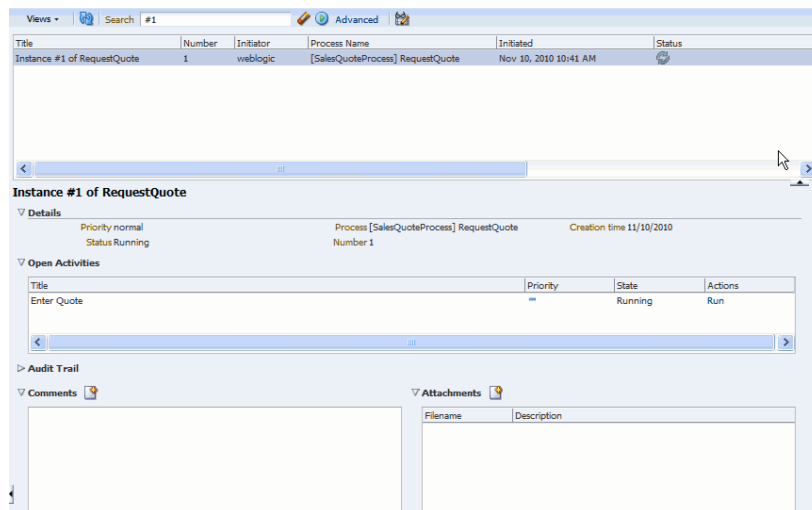 Views Search #1 Advanced
Title Number Initiator Process Name Initiated Status
Instance #1 of RequestQuote 1 weblogic [SalesQuoteProcess] RequestQuote Nov 10, 2010 10:41 AM
Instance #1 of RequestQuote
Details
Priority normal Process [SalesQuoteProcess] RequestQuote Creation time 11/10/2010
Status Running Number 1
Open Activities
Title Priority State Actions
Enter Quote Running Run
Audit Trail
Comments Attachments
Filename Description